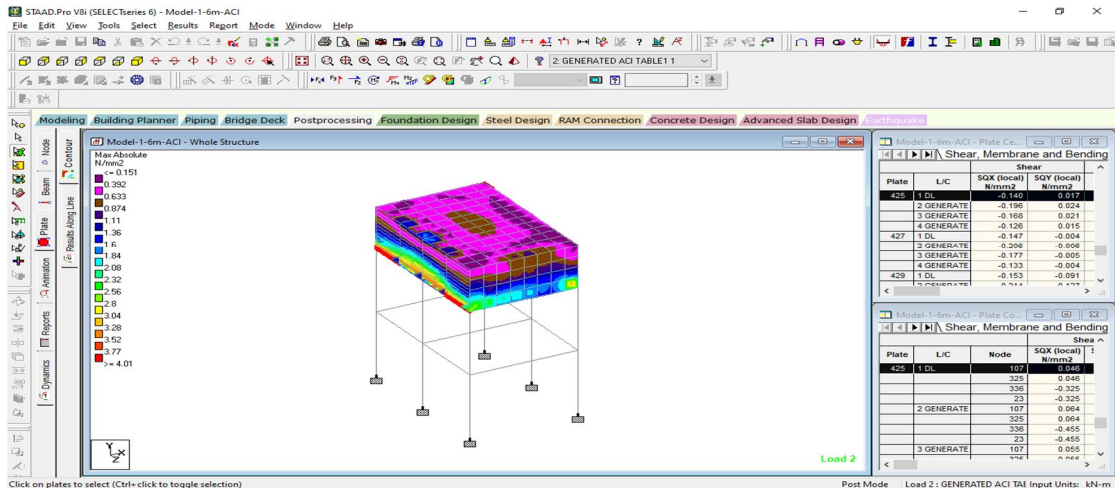 STAAD.Pro V8i (SELECTseries 6) - Model-1-6m-ACI
File Edit View Tools Select Results Report Mode Window Help
2: GENERATED ACI TABLE1 1
Modeling Building Planner Piping Bridge Deck Postprocessing Foundation Design Steel Design RAM Connection Concrete Design Advanced Slab Design Earthquake
Node
Beam
Plate
Animation
Reports
Dynamics
Contour
Results Along Line
Model-1-6m-ACI - Whole Structure
Max Absolute
N/mm2
<= 0.151
0.392
0.633
0.874
1.11
1.36
1.6
1.84
2.08
2.32
2.56
2.8
3.04
3.28
3.52
3.77
>= 4.01
Y
X
Z
Load 2
Model-1-6m-ACI - Plate Ce...
Shear, Membrane and Bending
Shear
Plate L/C SQX (local) N/mm2 SQY (local) N/mm2
425 1 DL -0.140 0.017
2 GENERATE -0.196 0.024
3 GENERATE -0.168 0.021
4 GENERATE -0.126 0.015
427 1 DL -0.147 -0.004
2 GENERATE -0.206 -0.006
3 GENERATE -0.177 -0.005
4 GENERATE -0.133 -0.004
429 1 DL -0.153 -0.091
Model-1-6m-ACI - Plate Co...
Shear, Membrane and Bending
Shea
Plate L/C Node SQX (local) N/mm2
425 1 DL 107 0.046
325 0.046
336 -0.325
23 -0.325
2 GENERATE 107 0.064
325 0.064
336 -0.455
23 -0.455
3 GENERATE 107 0.055
Click on plates to select (Ctrl+click to toggle selection)
Post Mode Load 2 : GENERATED ACI TAE Input Units: kN-m